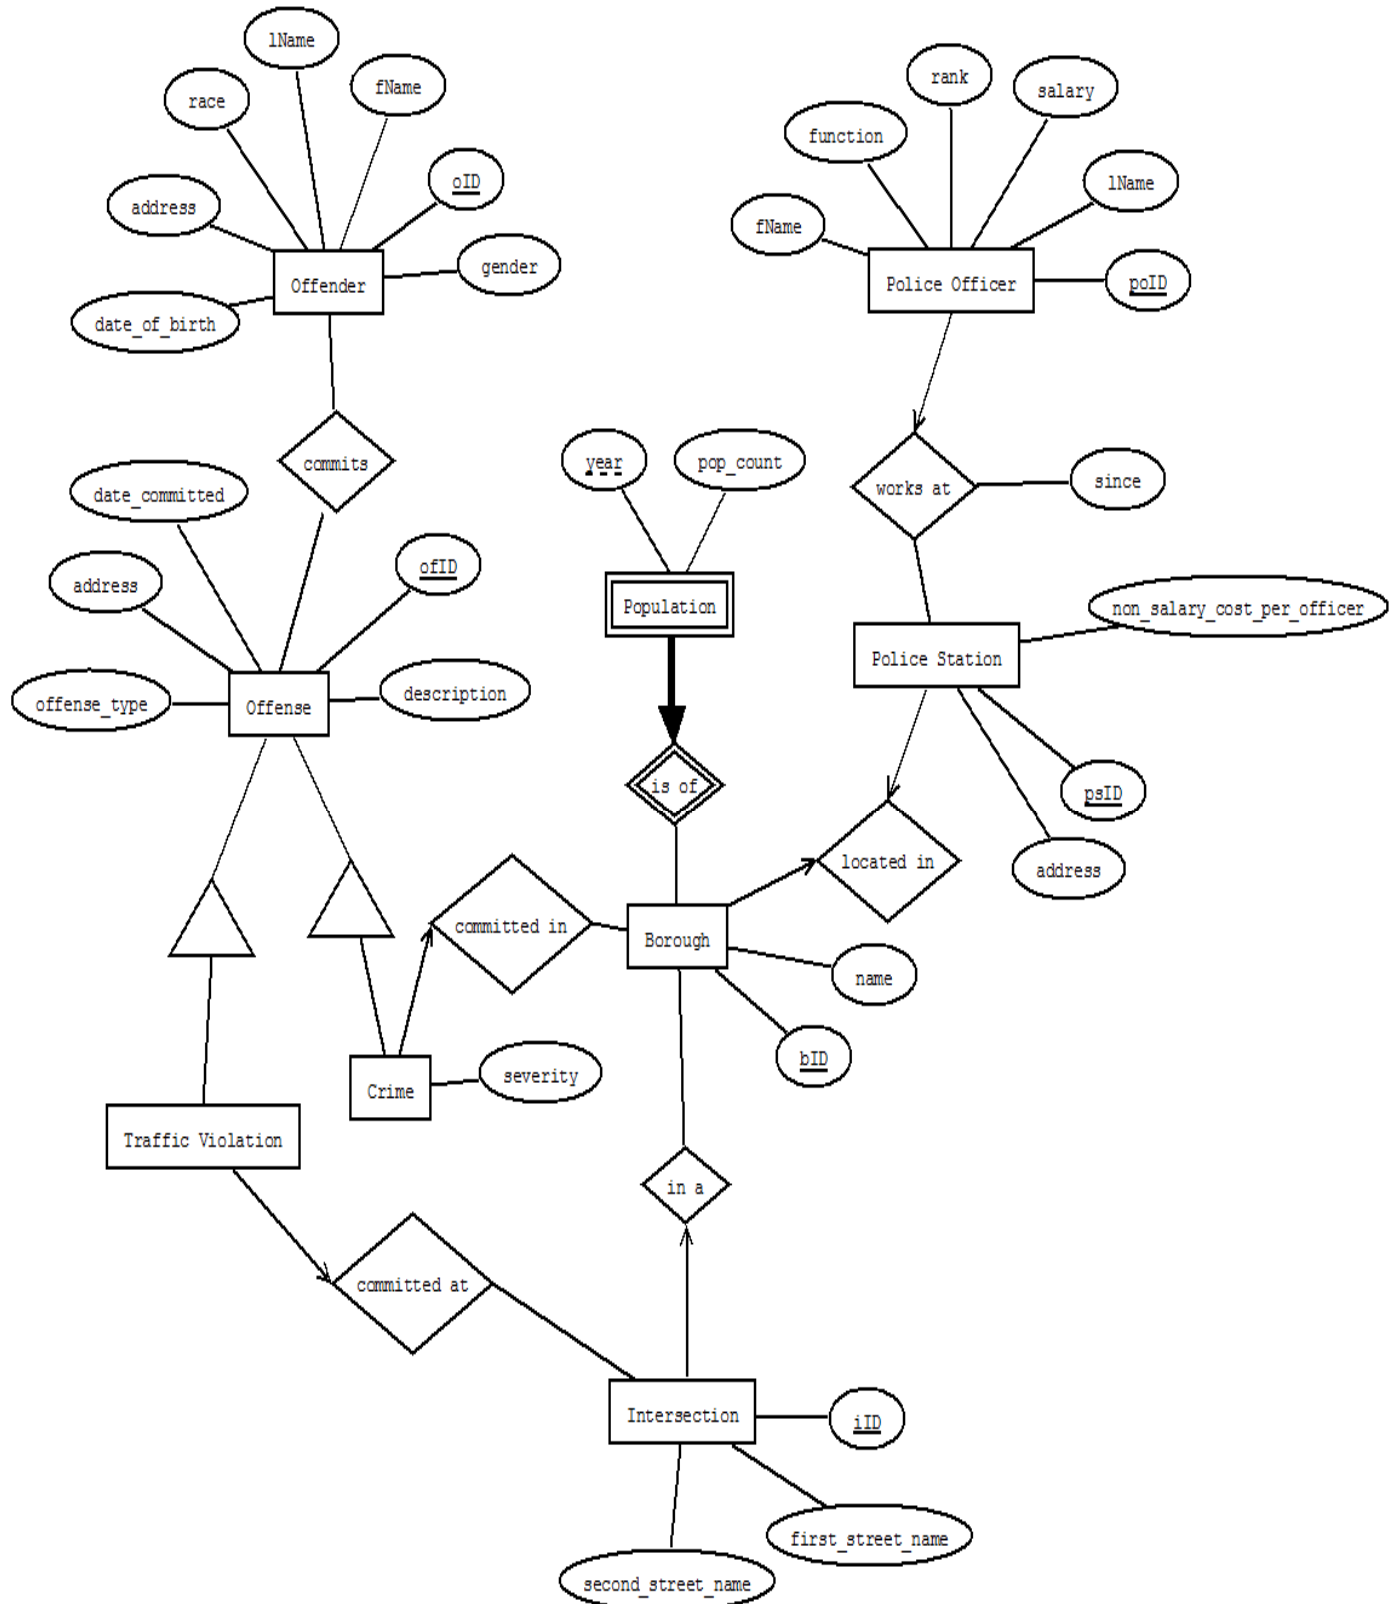 lName
fName
race
oID
address
gender
Offender
date_of_birth
rank
salary
function
lName
fName
Police Officer
poID
commits
date_committed
address
ofID
offense_type
Offense
description
year
pop_count
Population
works at
since
non_salary_cost_per_officer
Police Station
psID
address
is of
located in
committed in
Borough
name
bID
Crime
severity
Traffic Violation
in a
committed at
Intersection
iID
first_street_name
second_street_name